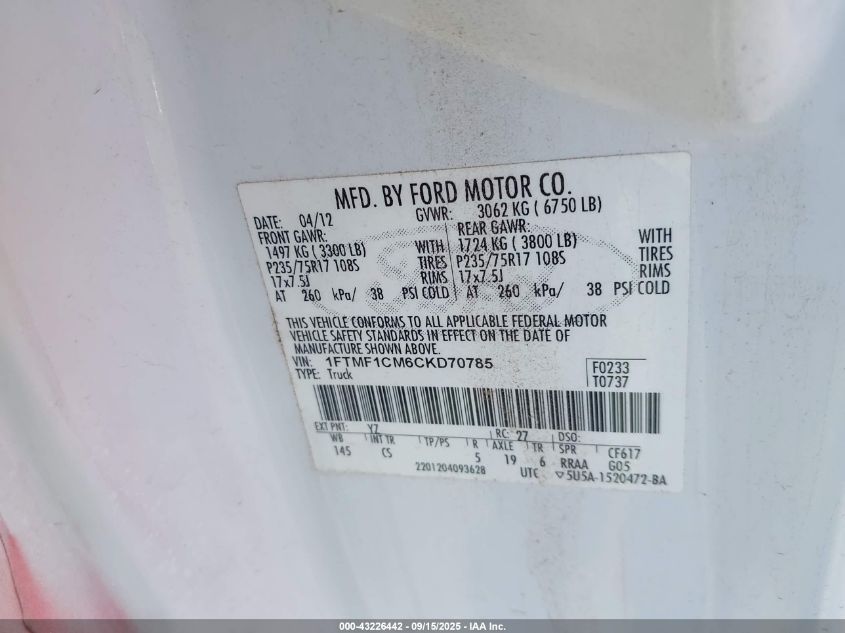 MFD. BY FORD MOTOR CO.
DATE: 04/12 GVWR: 3062 KG ( 6750 LB)
FRONT GAWR: REAR GAWR:
1497 KG ( 3300 LB) WITH 1724 KG ( 3800 LB) WITH
P235/75R17 108S TIRES P235/75R17 108S TIRES
17x7.5J RIMS 17x7.5J RIMS
AT 260 kPa/ 38 PSI COLD AT 260 kPa/ 38 PSI COLD
THIS VEHICLE CONFORMS TO ALL APPLICABLE FEDERAL MOTOR
VEHICLE SAFETY STANDARDS IN EFFECT ON THE DATE OF
MANUFACTURE SHOWN ABOVE.
VIN: 1FTMF1CM6CKD70785 F0233
TYPE: Truck T0737
EXT PNT: YZ RC: 27 DSO:
WB INT TR TP/PS R AXLE TR SPR CF617
145 CS 5 19 6 RRAA G05
2201204093628 UTC ▽5U5A-1520472-BA
000-43226442 - 09/15/2025 - IAA Inc.